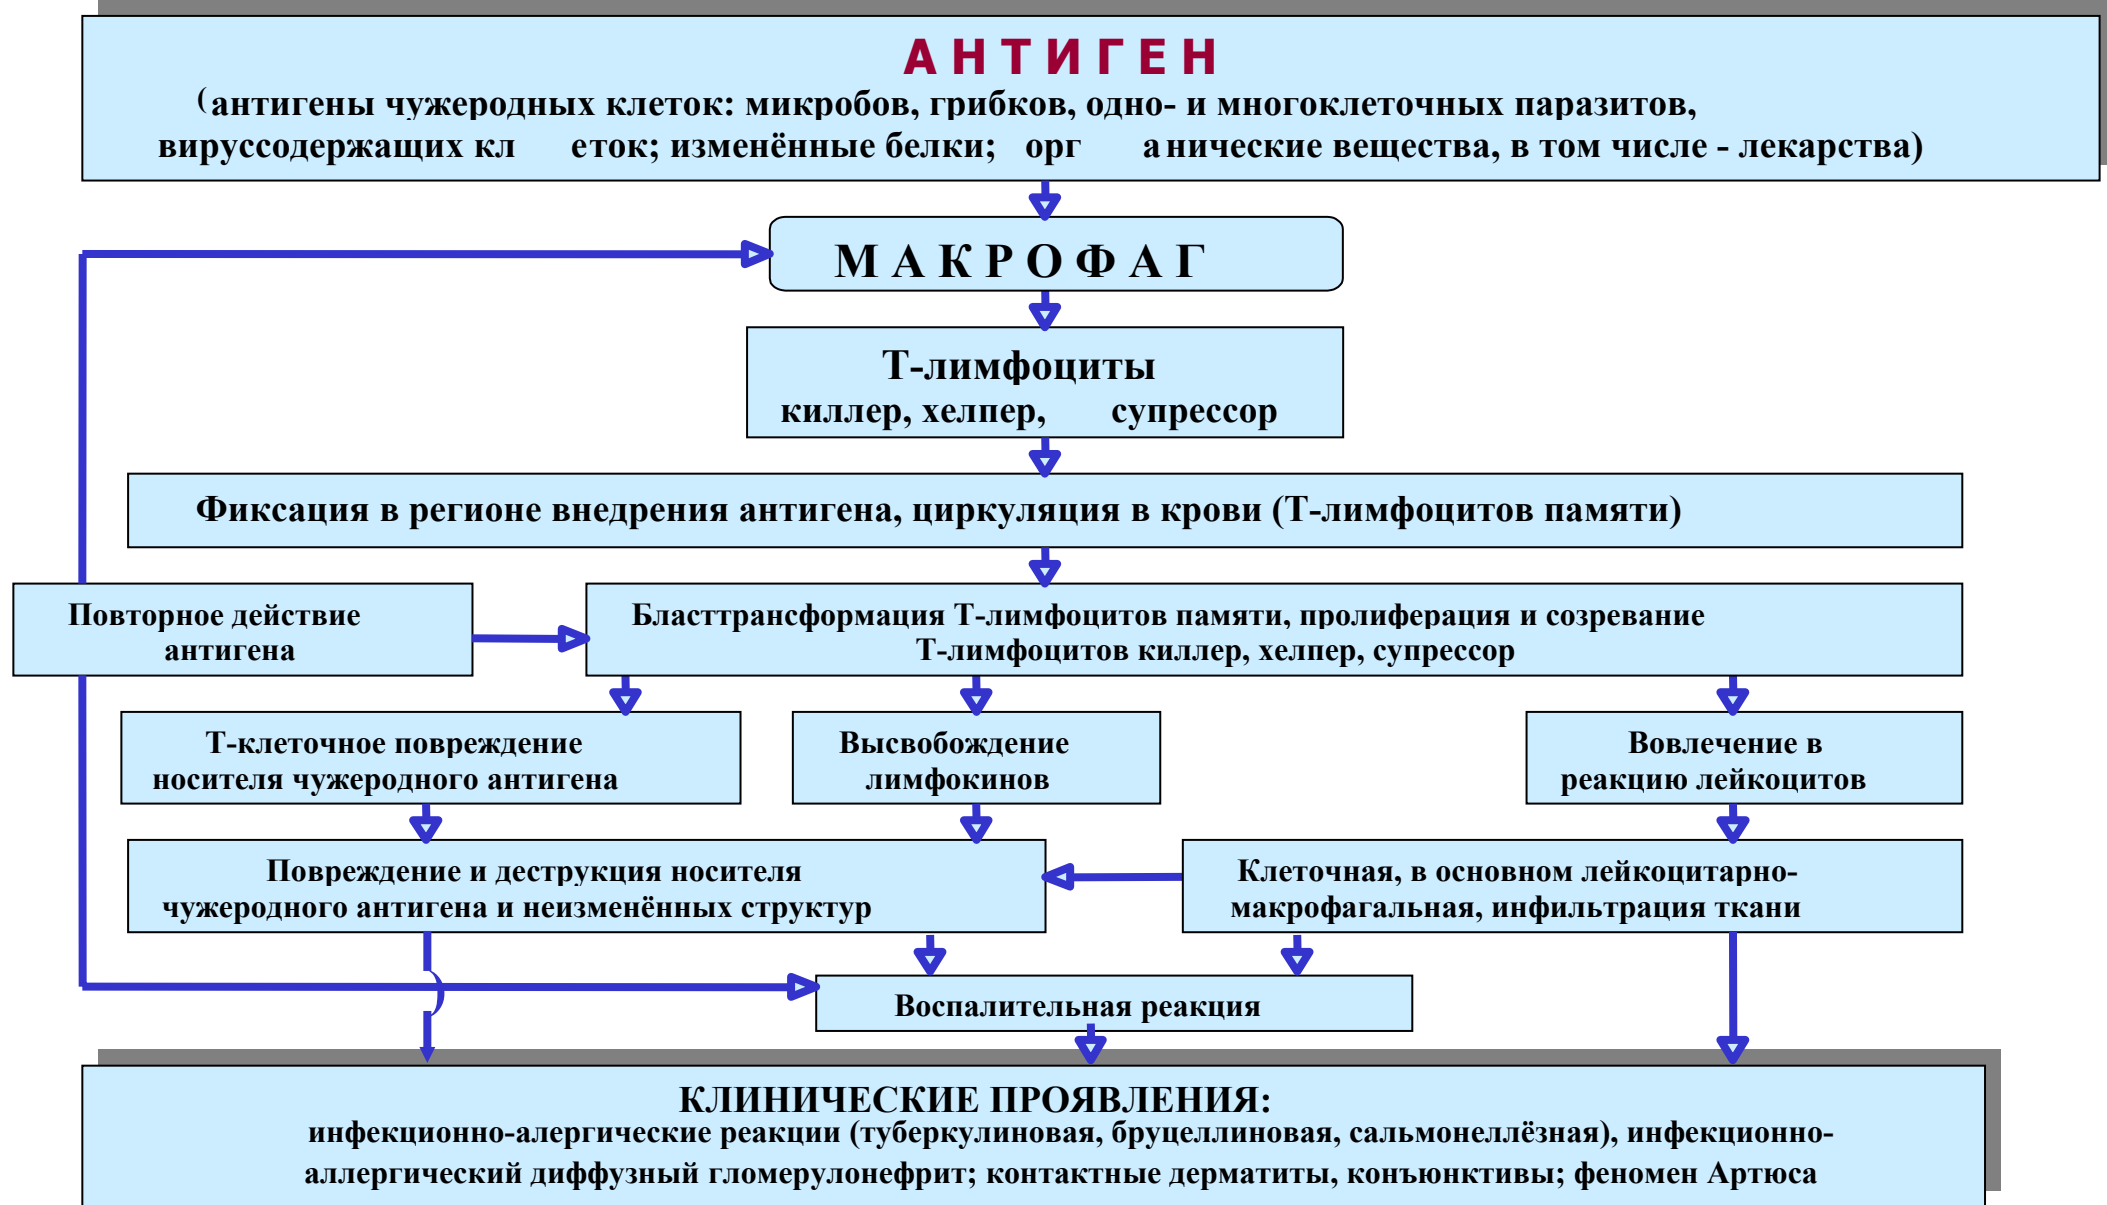 АНТИГЕН
(антигены чужеродных клеток: микробов, грибков, одно- и многоклеточных паразитов,
вируссодержащих клеток; изменённые белки; органические вещества, в том числе - лекарства)
МАКРОФАГ
Т-лимфоциты
киллер, хелпер, супрессор
Фиксация в регионе внедрения антигена, циркуляция в крови (Т-лимфоцитов памяти)
Повторное действие
антигена
Бласттрансформация Т-лимфоцитов памяти, пролиферация и созревание
Т-лимфоцитов киллер, хелпер, супрессор
Т-клеточное повреждение
носителя чужеродного антигена
Высвобождение
лимфокинов
Вовлечение в
реакцию лейкоцитов
Повреждение и деструкция носителя
чужеродного антигена и неизменённых структур
Клеточная, в основном лейкоцитарно-
макрофагальная, инфильтрация ткани
Воспалительная реакция
КЛИНИЧЕСКИЕ ПРОЯВЛЕНИЯ:
инфекционно-алергические реакции (туберкулиновая, бруцеллиновая, сальмонеллёзная), инфекционно-
аллергический диффузный гломерулонефрит; контактные дерматиты, конъюнктивы; феномен Артюса